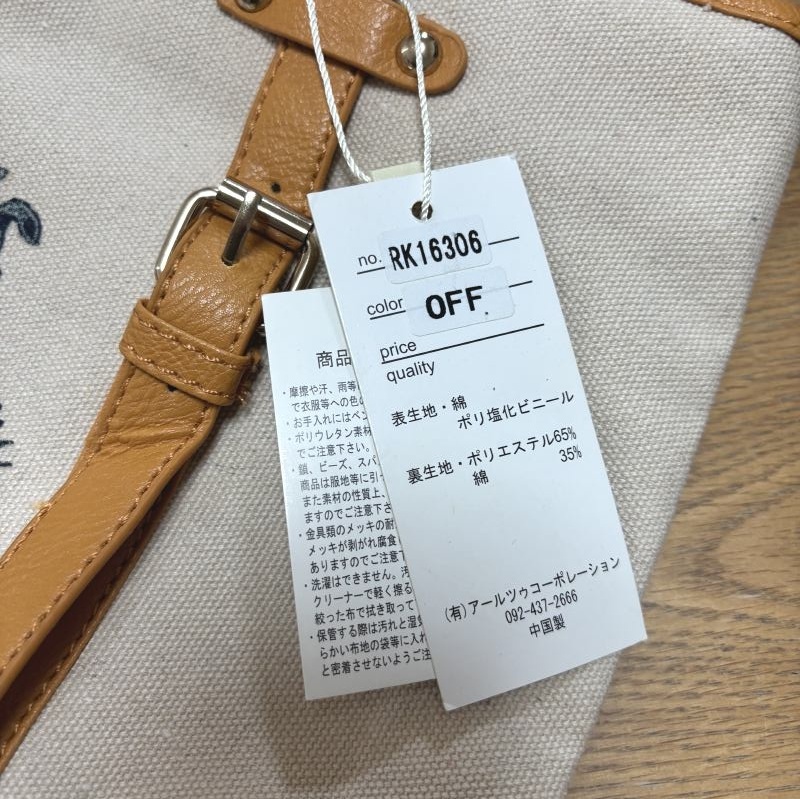 no. RK16306
color OFF
price
quality
表生地・綿
ポリ塩化ビニール
裏生地・ポリエステル65%
綿 35%
(有)アールツゥコーポレーション
092-437-2666
中国製
商品
・摩擦や汗、雨等
で衣服等への色の
・お手入れにはベン
・ポリウレタン素材
でご注意下さい。
・鎖、ビーズ、スパ
商品は服地等に引っ
また素材の性質上、
ますのでご注意下さ
・金具類のメッキの耐
メッキが剥がれ腐食
ありますのでご注意下
・洗濯はできません。汚
クリーナーで軽く擦る
絞った布で拭き取って
・保管する際は汚れと湿気
らかい布地の袋等に入れ
と密着させないようご注